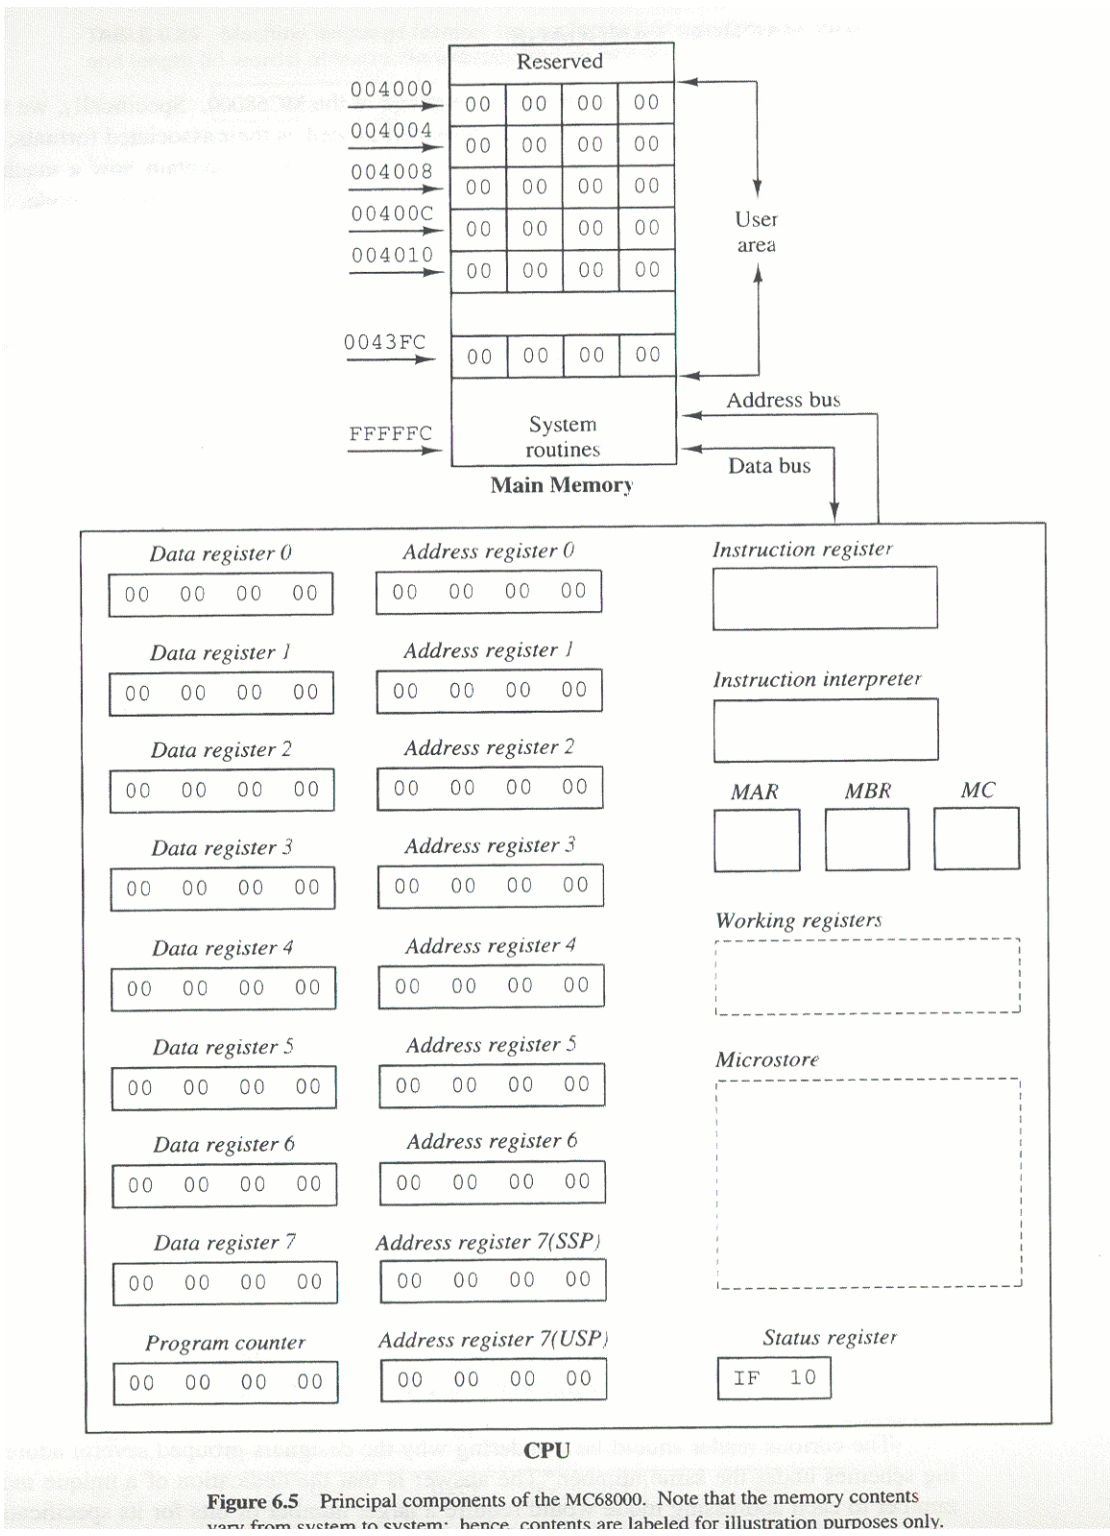 Reserved
004000
00 00 00 00
004004
00 00 00 00
004008
00 00 00 00
00400C
00 00 00 00
004010
00 00 00 00
User
area
0043FC
00 00 00 00
Address bus
FFFFFC
System
routines
Data bus
Main Memory
Data register 0
00 00 00 00
Data register 1
00 00 00 00
Data register 2
00 00 00 00
Data register 3
00 00 00 00
Data register 4
00 00 00 00
Data register 5
00 00 00 00
Data register 6
00 00 00 00
Data register 7
00 00 00 00
Program counter
00 00 00 00
Address register 0
00 00 00 00
Address register 1
00 00 00 00
Address register 2
00 00 00 00
Address register 3
00 00 00 00
Address register 4
00 00 00 00
Address register 5
00 00 00 00
Address register 6
00 00 00 00
Address register 7(SSP)
00 00 00 00
Address register 7(USP)
00 00 00 00
Instruction register
Instruction interpreter
MAR MBR MC
Working registers
Microstore
Status register
IF 10
CPU
Figure 6.5 Principal components of the MC68000. Note that the memory contents
vary from system to system; hence, contents are labeled for illustration purposes only.